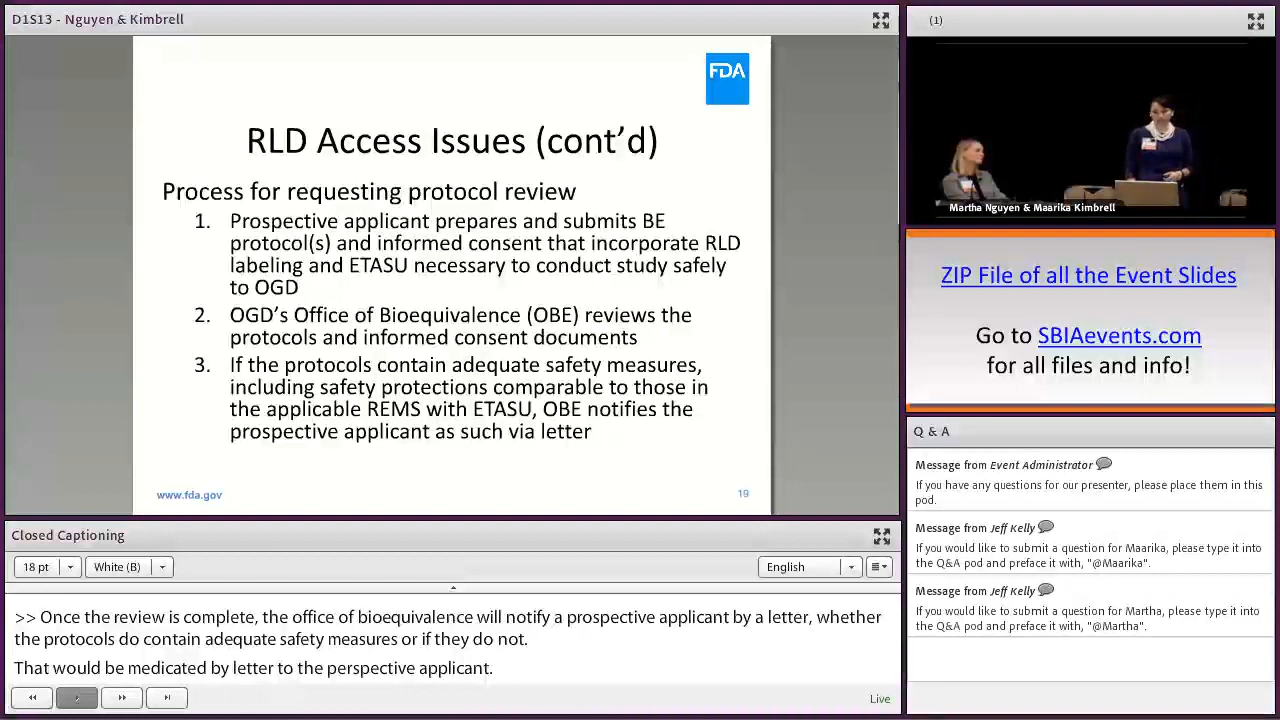 D1S13 - Nguyen & Kimbrell
FDA
RLD Access Issues (cont’d)
Process for requesting protocol review
1. Prospective applicant prepares and submits BE
protocol(s) and informed consent that incorporate RLD
labeling and ETASU necessary to conduct study safely
to OGD
2. OGD’s Office of Bioequivalence (OBE) reviews the
protocols and informed consent documents
3. If the protocols contain adequate safety measures,
including safety protections comparable to those in
the applicable REMS with ETASU, OBE notifies the
prospective applicant as such via letter
www.fda.gov
19
Closed Captioning
18 pt
White (B)
English
>> Once the review is complete, the office of bioequivalence will notify a prospective applicant by a letter, whether
the protocols do contain adequate safety measures or if they do not.
That would be medicated by letter to the perspective applicant.
Live
(1)
Martha Nguyen & Maarika Kimbrell
ZIP File of all the Event Slides
Go to SBIAevents.com
for all files and info!
Q & A
Message from Event Administrator
If you have any questions for our presenter, please place them in this
pod.
Message from Jeff Kelly
If you would like to submit a question for Maarika, please type it into
the Q&A pod and preface it with, "@Maarika".
Message from Jeff Kelly
If you would like to submit a question for Martha, please type it into
the Q&A pod and preface it with, "@Martha".